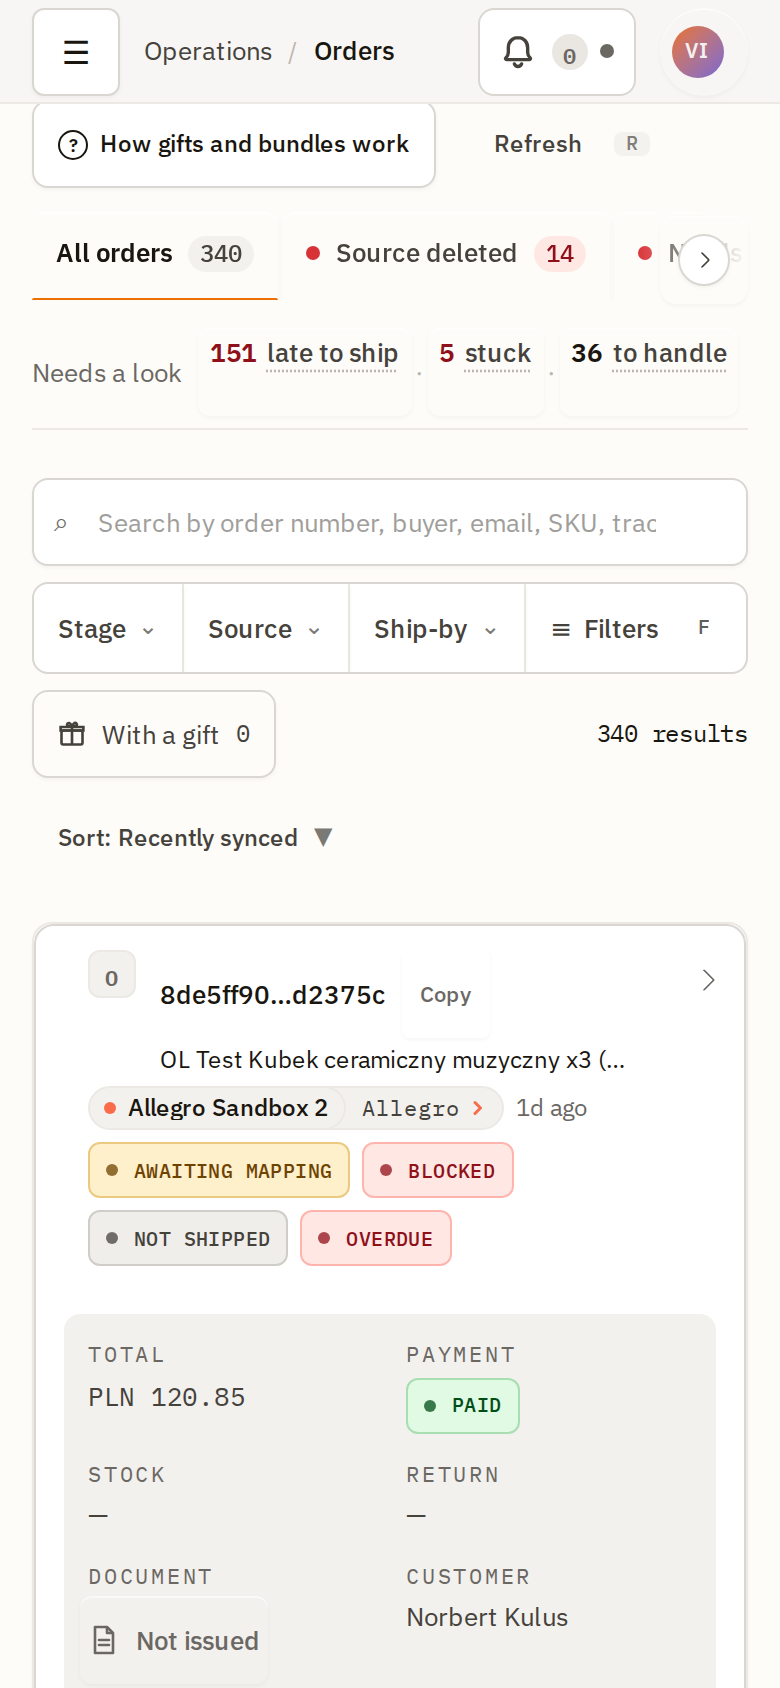 ☰ Operations / Orders 0 VI
? How gifts and bundles work Refresh R
All orders 340 Source deleted 14
Needs a look 151 late to ship · 5 stuck · 36 to handle
Search by order number, buyer, email, SKU, trac
Stage Source Ship-by Filters F
With a gift 0 340 results
Sort: Recently synced ▼
O 8de5ff90...d2375c Copy
OL Test Kubek ceramiczny muzyczny x3 (...
Allegro Sandbox 2 Allegro 1d ago
AWAITING MAPPING BLOCKED
NOT SHIPPED OVERDUE
TOTAL PAYMENT
PLN 120.85 PAID
STOCK RETURN
— —
DOCUMENT CUSTOMER
Not issued Norbert Kulus